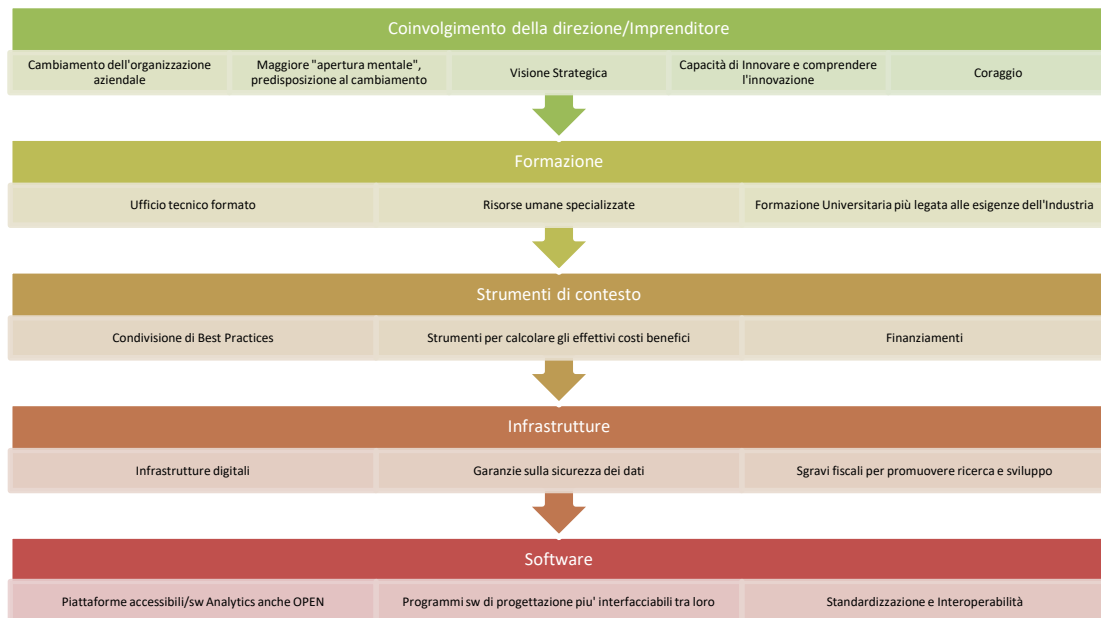 Coinvolgimento della direzione/Imprenditore
Cambiamento dell'organizzazione
aziendale
Maggiore "apertura mentale",
predisposizione al cambiamento
Visione Strategica
Capacità di Innovare e comprendere
l'innovazione
Coraggio
Formazione
Ufficio tecnico formato
Risorse umane specializzate
Formazione Universitaria più legata alle esigenze dell'Industria
Strumenti di contesto
Condivisione di Best Practices
Strumenti per calcolare gli effettivi costi benefici
Finanziamenti
Infrastrutture
Infrastrutture digitali
Garanzie sulla sicurezza dei dati
Sgravi fiscali per promuovere ricerca e sviluppo
Software
Piattaforme accessibili/sw Analytics anche OPEN
Programmi sw di progettazione piu' interfacciabili tra loro
Standardizzazione e Interoperabilità